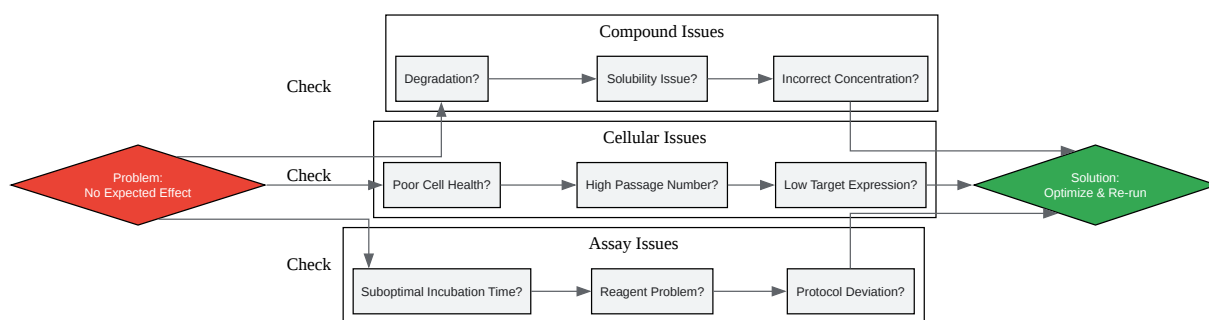 Compound Issues
Check
Degradation?
Solubility Issue?
Incorrect Concentration?
Cellular Issues
Problem:
No Expected Effect
Check
Poor Cell Health?
High Passage Number?
Low Target Expression?
Solution:
Optimize & Re-run
Assay Issues
Check
Suboptimal Incubation Time?
Reagent Problem?
Protocol Deviation?